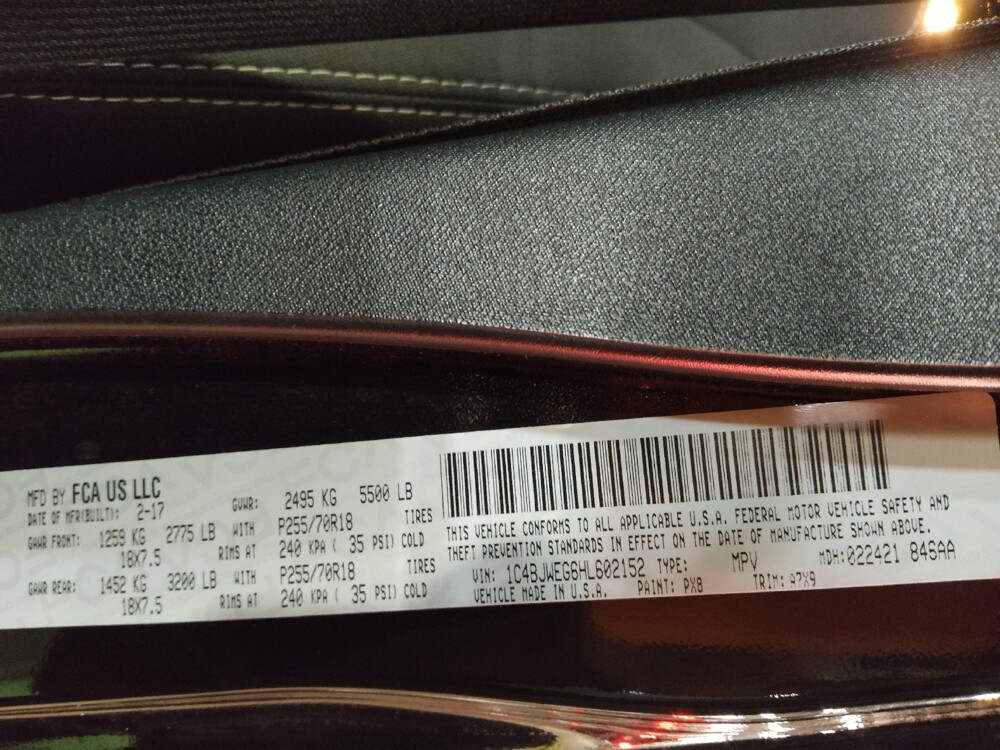 MFD BY FCA US LLC
DATE OF MFR(BUILT): 2-17
GVWR: 2495 KG 5500 LB
GAWR FRONT: 1259 KG 2775 LB WITH P255/70R18 TIRES
18X7.5 RIMS AT 240 KPA ( 35 PSI) COLD
GAWR REAR: 1452 KG 3200 LB WITH P255/70R18 TIRES
18X7.5 RIMS AT 240 KPA ( 35 PSI) COLD
THIS VEHICLE CONFORMS TO ALL APPLICABLE U.S.A. FEDERAL MOTOR VEHICLE SAFETY AND
THEFT PREVENTION STANDARDS IN EFFECT ON THE DATE OF MANUFACTURE SHOWN ABOVE.
VIN: 1C4BJWEG6HL602152 TYPE: MPV MDH:022421 84SAA
VEHICLE MADE IN U.S.A. PAINT: PX8 TRIM: A7X9